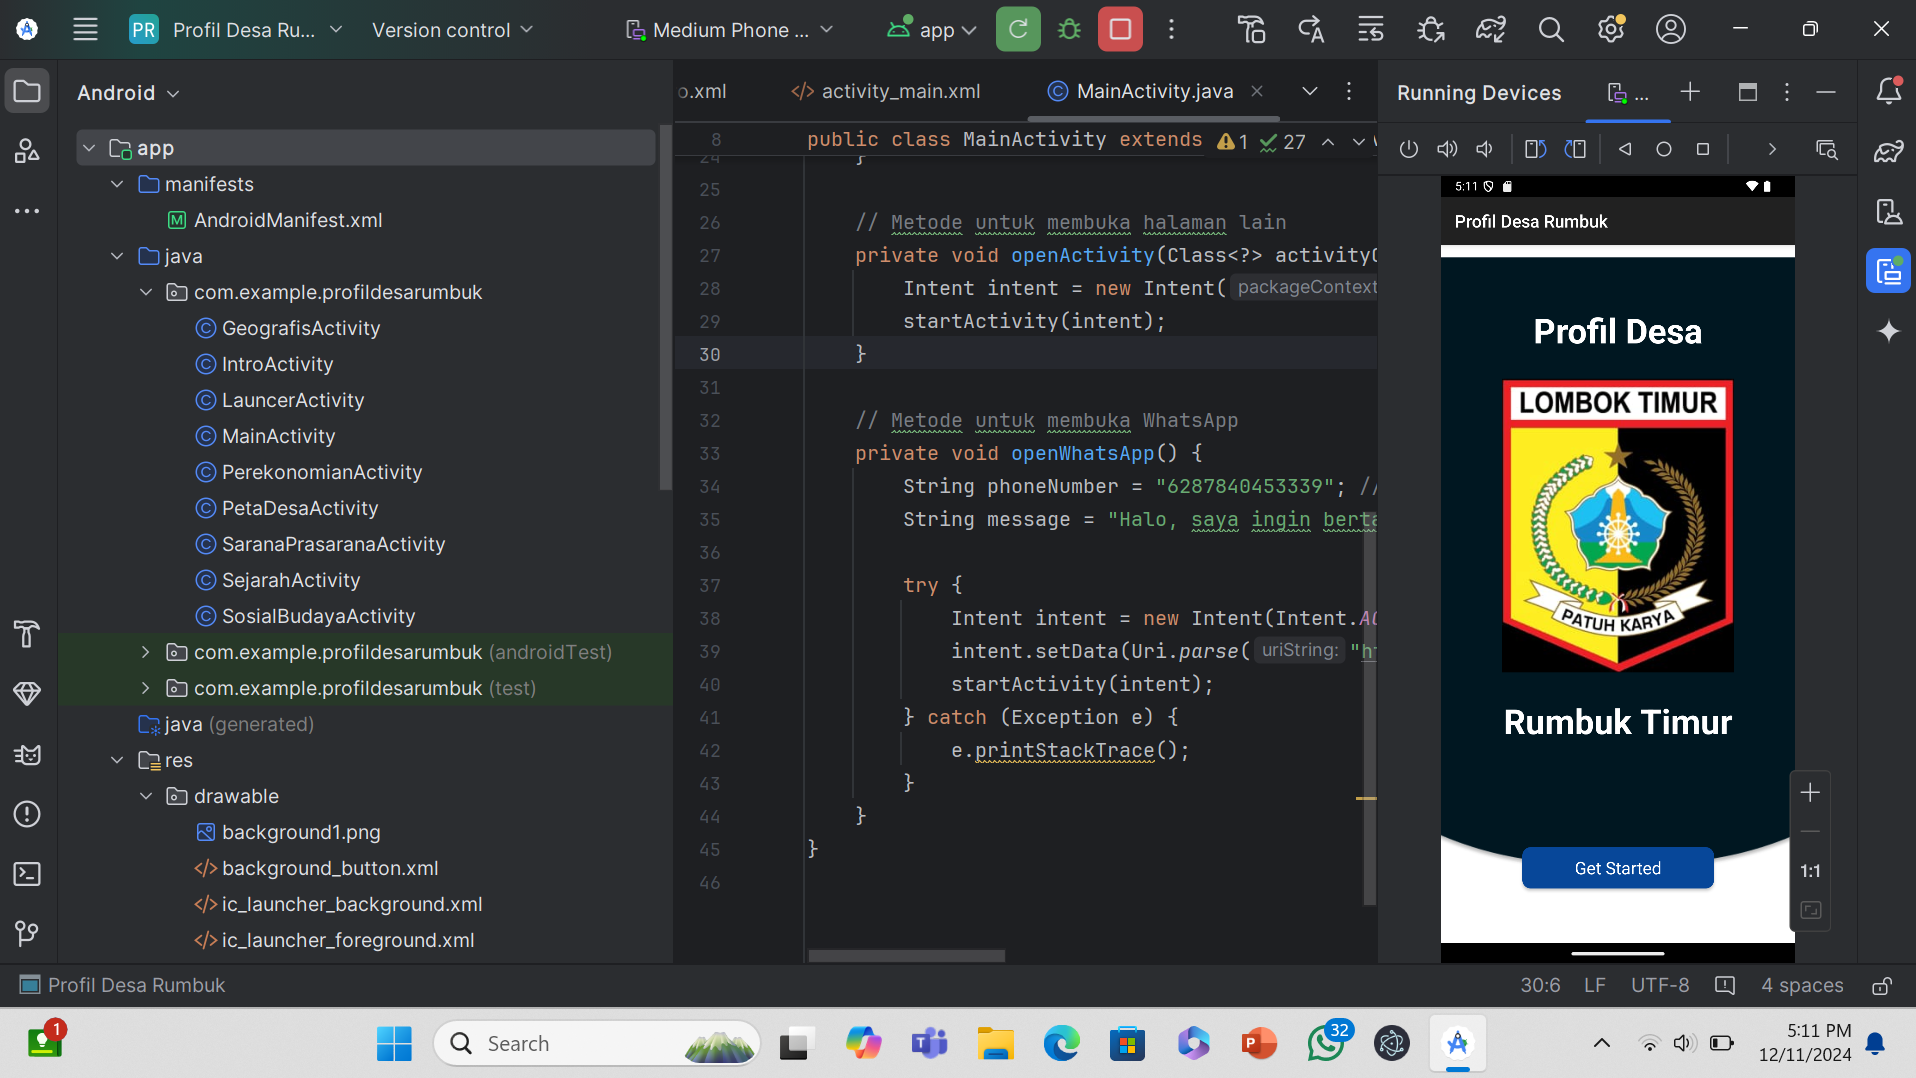 PR Profil Desa Ru... Version control Medium Phone ... app
Android
app
manifests
AndroidManifest.xml
java
com.example.profildesarumbuk
GeografisActivity
IntroActivity
LauncerActivity
MainActivity
PerekonomianActivity
PetaDesaActivity
SaranaPrasaranaActivity
SejarahActivity
SosialBudayaActivity
com.example.profildesarumbuk (androidTest)
com.example.profildesarumbuk (test)
java (generated)
res
drawable
background1.png
background_button.xml
ic_launcher_background.xml
ic_launcher_foreground.xml
o.xml activity_main.xml MainActivity.java
8 public class MainActivity extends 1 27
24 }
25
26 // Metode untuk membuka halaman lain
27 private void openActivity(Class<?> activityC
28 Intent intent = new Intent( packageContext
29 startActivity(intent);
30 }
31
32 // Metode untuk membuka WhatsApp
33 private void openWhatsApp() {
34 String phoneNumber = "6287840453339"; //
35 String message = "Halo, saya ingin berta
36
37 try {
38 Intent intent = new Intent(Intent.AC
39 intent.setData(Uri.parse( uriString: "ht
40 startActivity(intent);
41 } catch (Exception e) {
42 e.printStackTrace();
43 }
44 }
45 }
46
Running Devices ...
5:11
Profil Desa Rumbuk
Profil Desa
LOMBOK TIMUR
PATUH KARYA
Rumbuk Timur
Get Started
1:1
Profil Desa Rumbuk 30:6 LF UTF-8 4 spaces
1 Search 32 5:11 PM
12/11/2024